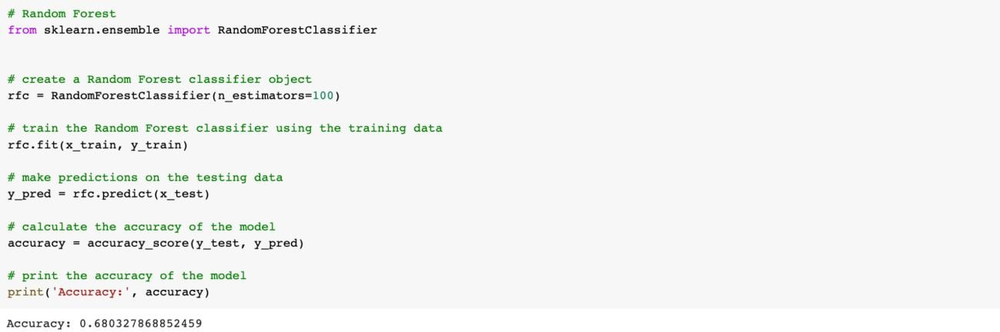 # Random Forest
from sklearn.ensemble import RandomForestClassifier
# create a Random Forest classifier object
rfc = RandomForestClassifier(n_estimators=100)
# train the Random Forest classifier using the training data
rfc.fit(x_train, y_train)
# make predictions on the testing data
y_pred = rfc.predict(x_test)
# calculate the accuracy of the model
accuracy = accuracy_score(y_test, y_pred)
# print the accuracy of the model
print('Accuracy:', accuracy)
Accuracy: 0.680327868852459